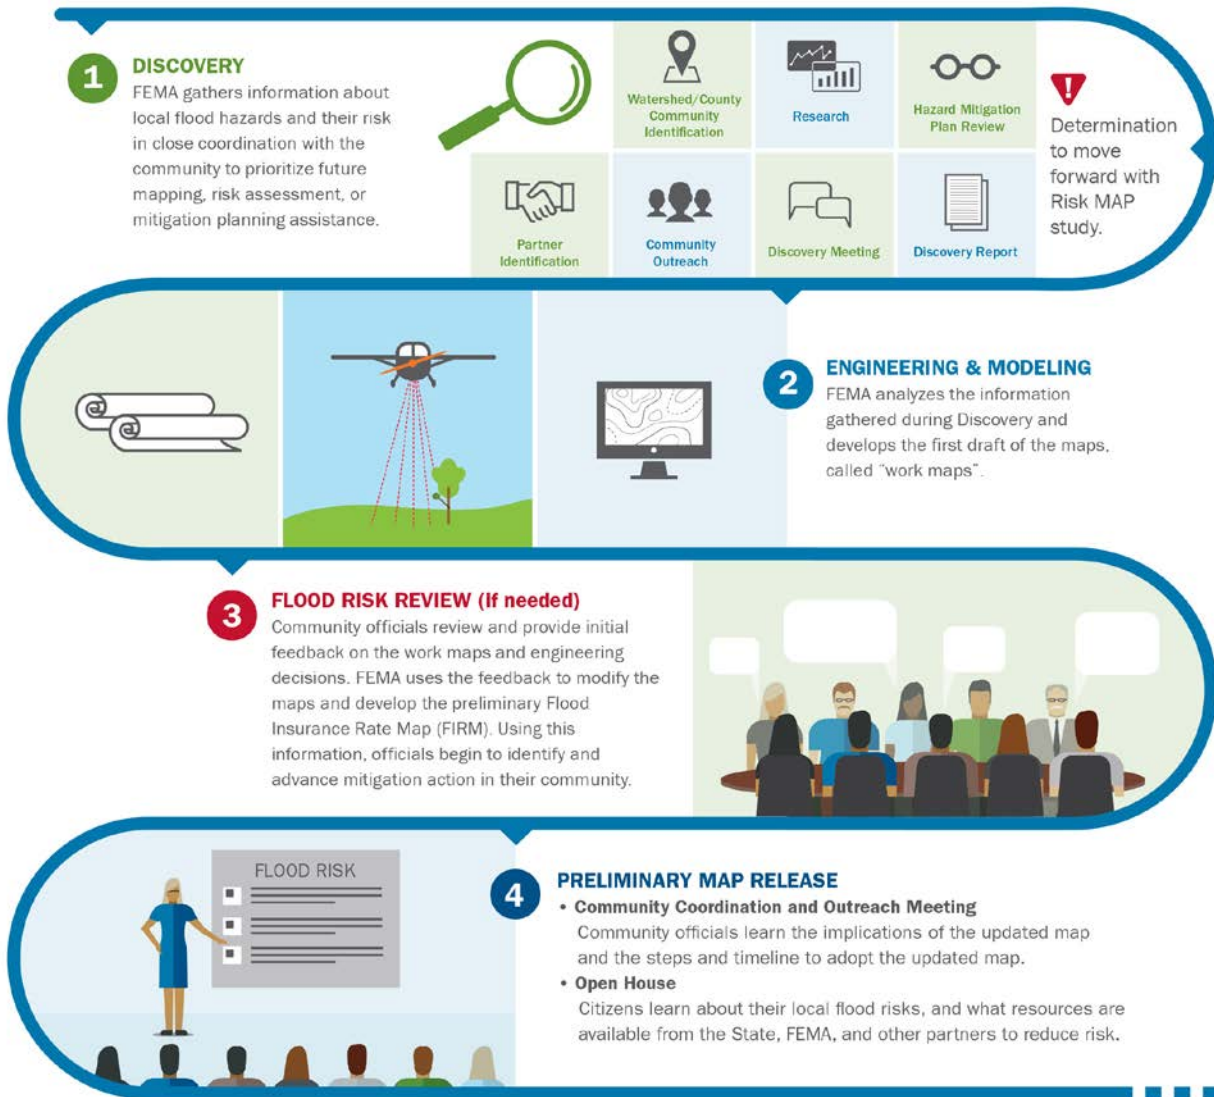 1
DISCOVERY
FEMA gathers information about
local flood hazards and their risk
in close coordination with the
community to prioritize future
mapping, risk assessment, or
mitigation planning assistance.
Watershed/County
Community
Identification
Research
Hazard Mitigation
Plan Review
Partner
Identification
Community
Outreach
Discovery Meeting
Discovery Report
!
Determination
to move
forward with
Risk MAP
study.
2
ENGINEERING & MODELING
FEMA analyzes the information
gathered during Discovery and
develops the first draft of the maps,
called “work maps”.
3
FLOOD RISK REVIEW (if needed)
Community officials review and provide initial
feedback on the work maps and engineering
decisions. FEMA uses the feedback to modify the
maps and develop the preliminary Flood
Insurance Rate Map (FIRM). Using this
information, officials begin to identify and
advance mitigation action in their community.
FLOOD RISK
4
PRELIMINARY MAP RELEASE
• Community Coordination and Outreach Meeting
Community officials learn the implications of the updated map
and the steps and timeline to adopt the updated map.
• Open House
Citizens learn about their local flood risks, and what resources are
available from the State, FEMA, and other partners to reduce risk.